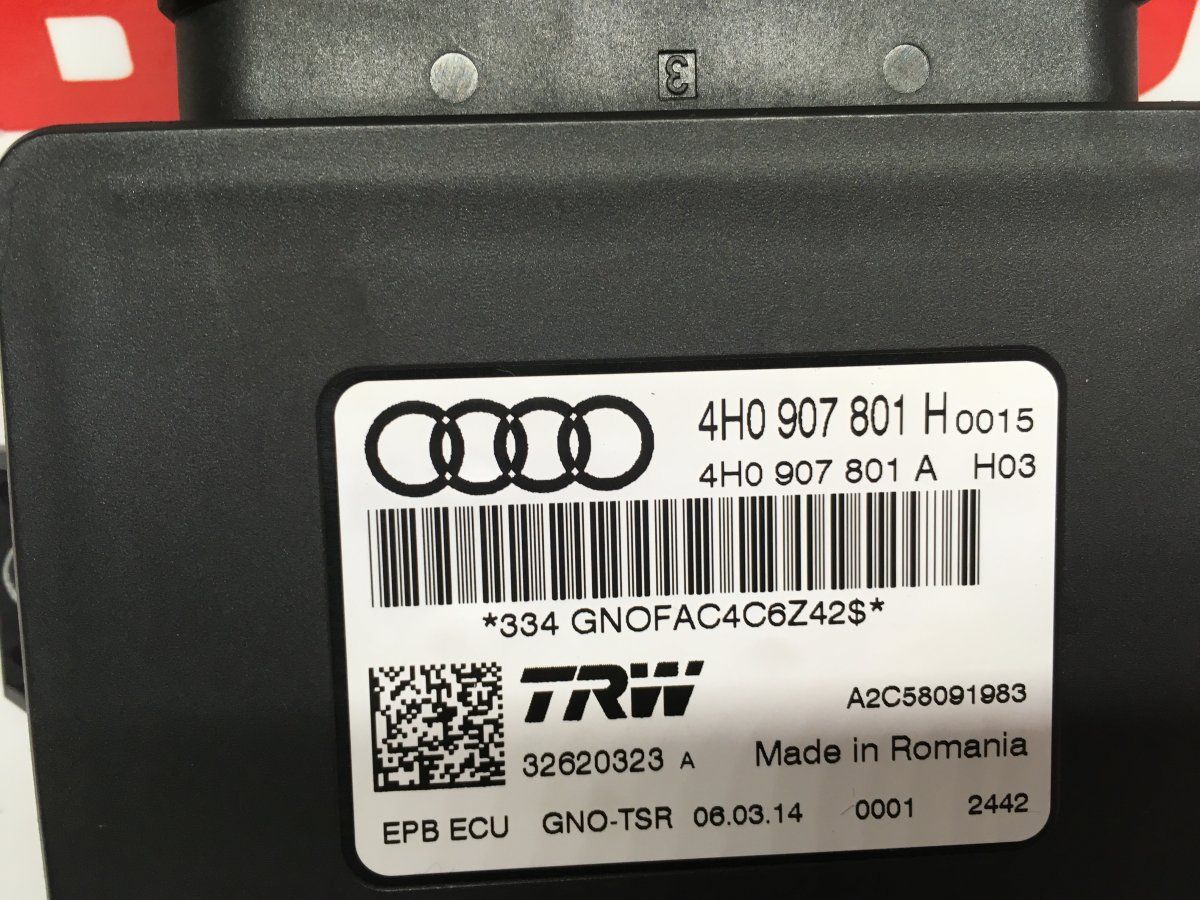 3
4H0 907 801 H 0015
4H0 907 801 A H03
*334 GNOFAC4C6Z42$*
TRW
A2C58091983
32620323 A
Made in Romania
EPB ECU GNO-TSR 06.03.14 0001 2442